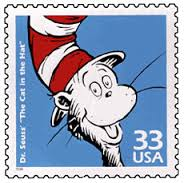 Dr. Seuss' "The Cat in the Hat"
33
USA